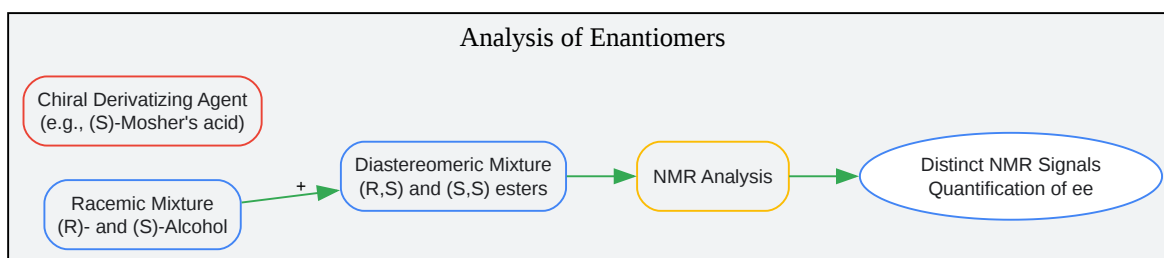 Analysis of Enantiomers
Chiral Derivatizing Agent
(e.g., (S)-Mosher's acid)
Racemic Mixture
(R)- and (S)-Alcohol
+
Diastereomeric Mixture
(R,S) and (S,S) esters
NMR Analysis
Distinct NMR Signals
Quantification of ee